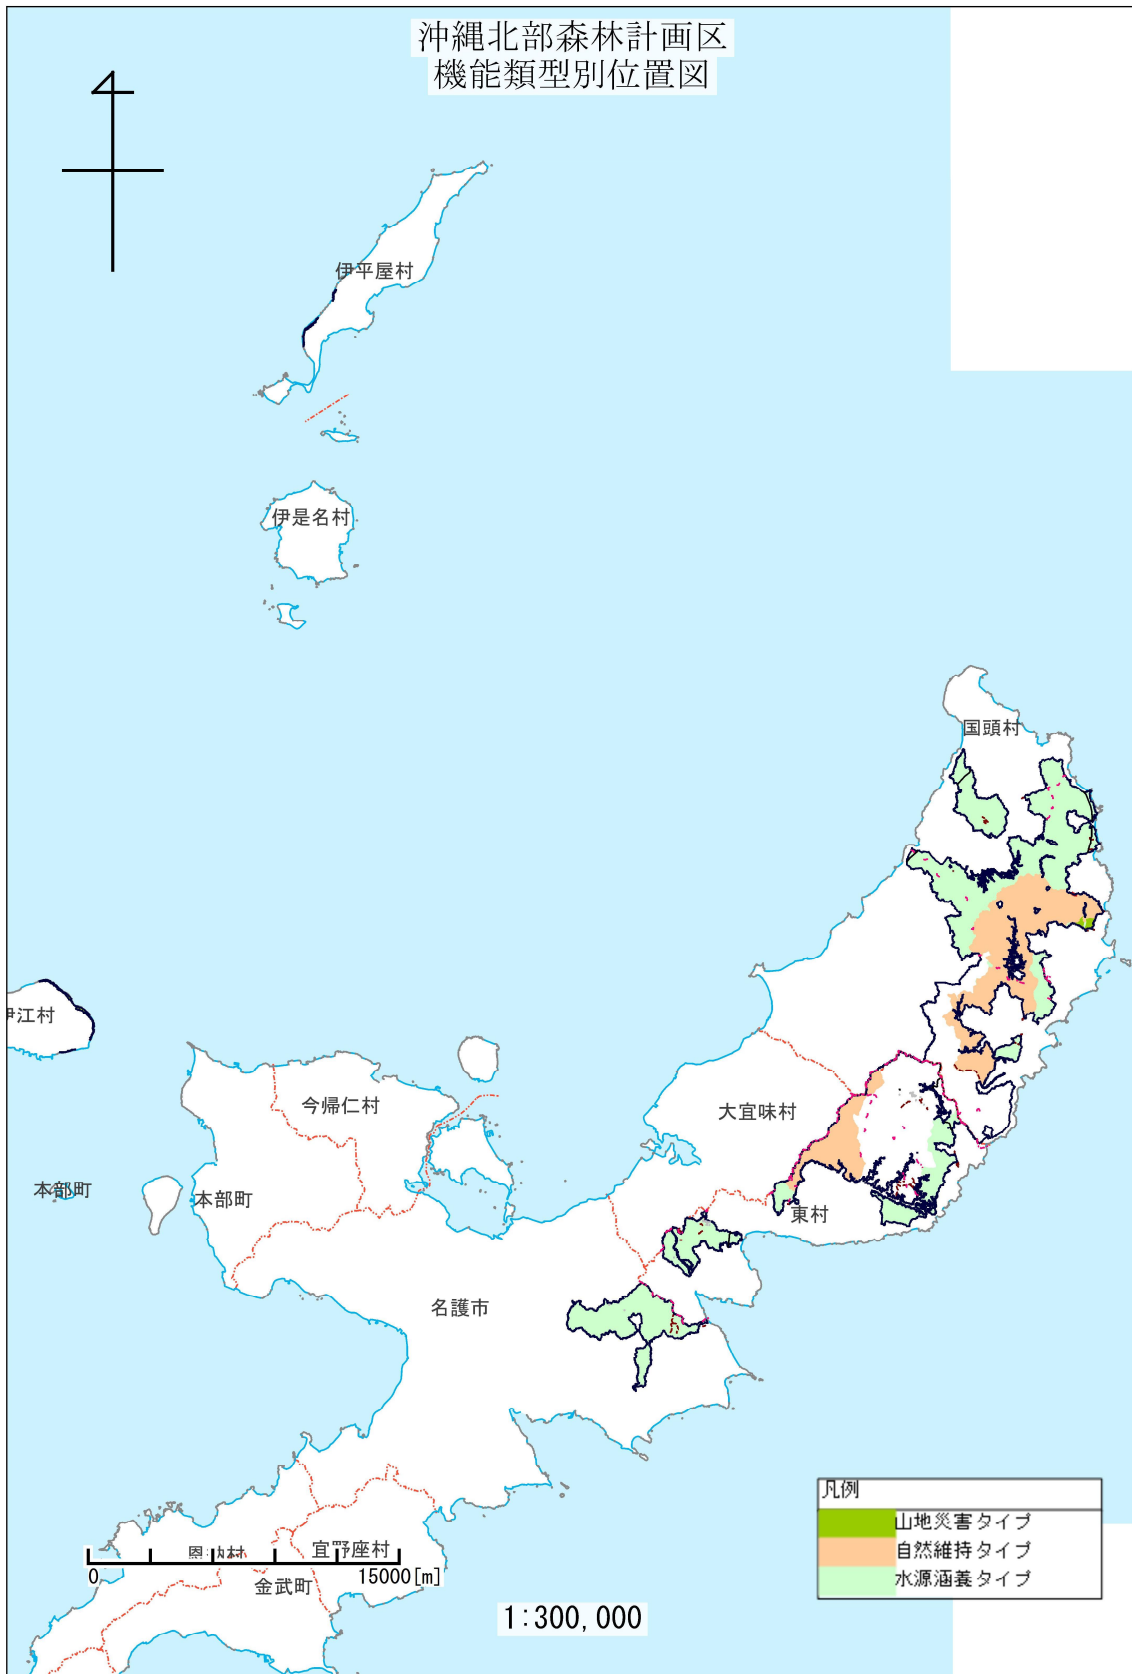 沖縄北部森林計画区
機能類型別位置図
伊平屋村
伊是名村
国頭村
伊江村
今帰仁村
大宜味村
本部町
本部町
東村
名護市
凡例
山地災害タイプ
自然維持タイプ
水源涵養タイプ
恩納村
宜野座村
金武町
0
15000[m]
1:300,000